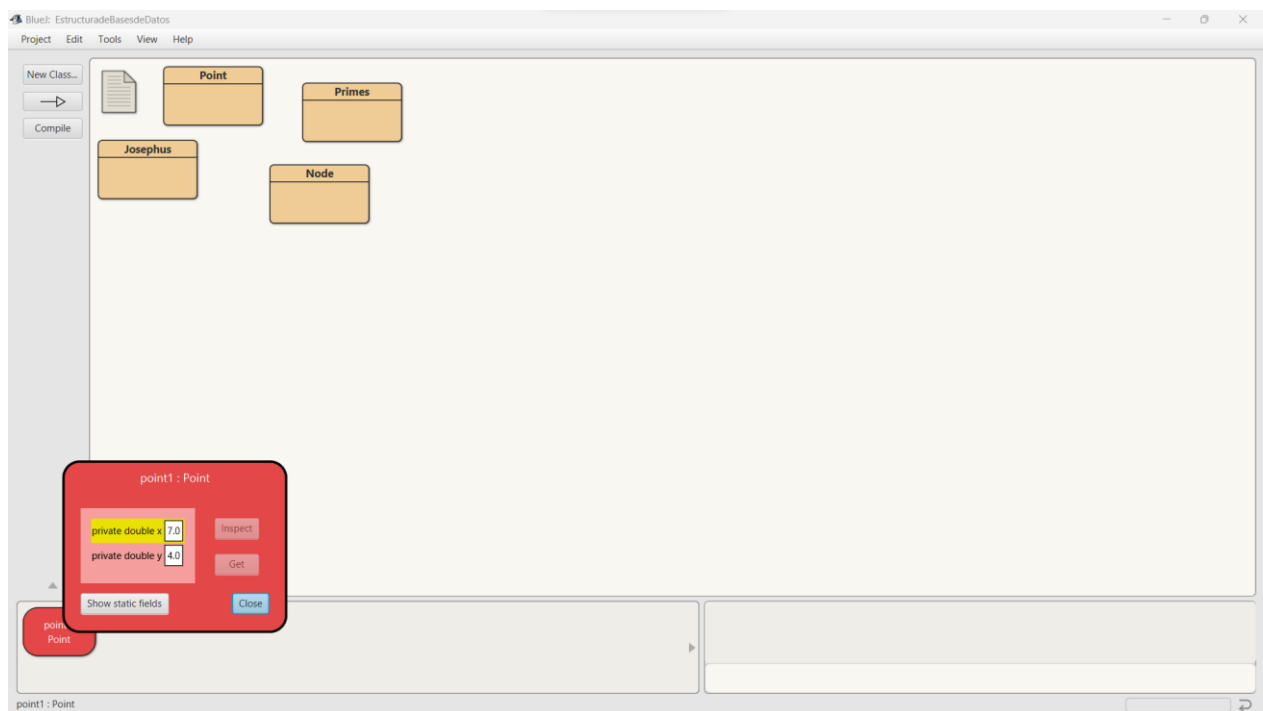 BlueJ: EstructuradeBasesdeDatos
Project Edit Tools View Help
New Class...
Compile
Point
Primes
Josephus
Node
point1 : Point
private double x 7.0
private double y 4.0
Inspect
Get
Show static fields
Close
Point
point1 : Point